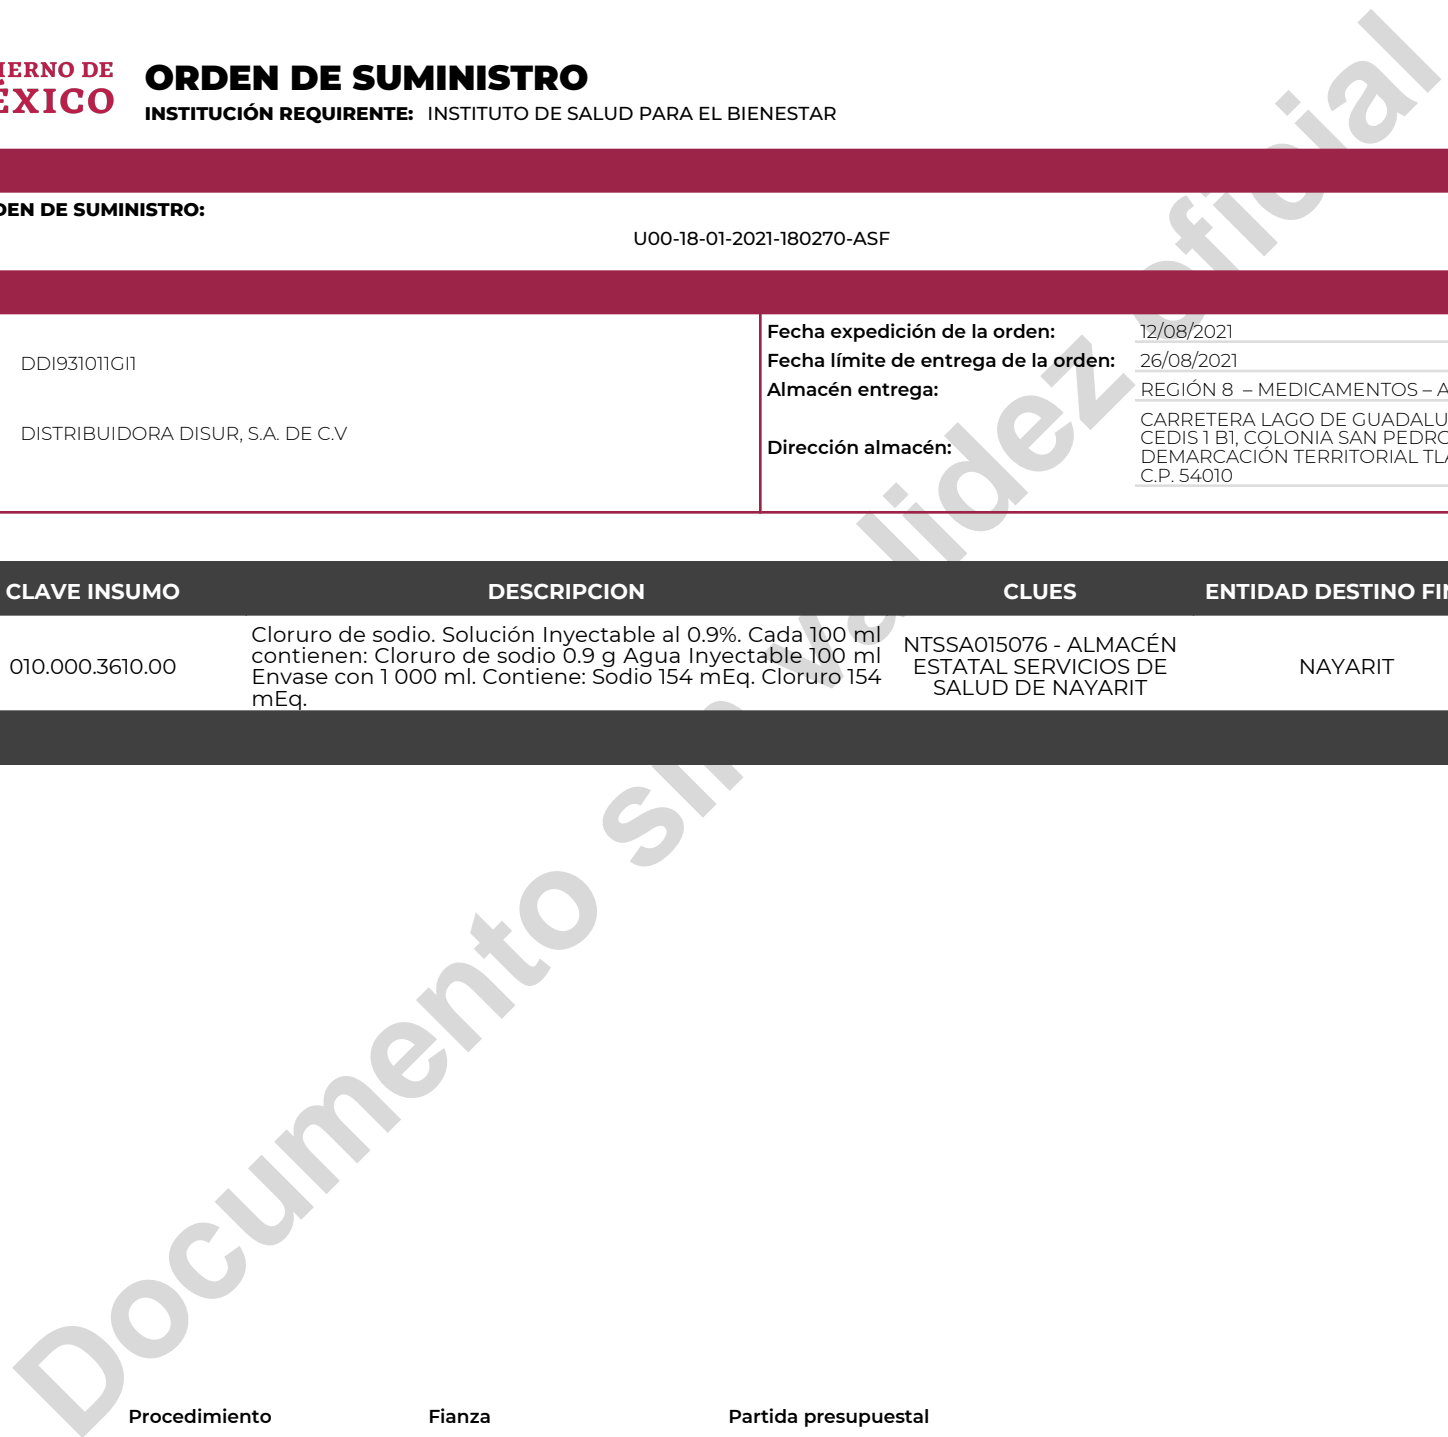 IERNO DE
ÉXICO
ORDEN DE SUMINISTRO
INSTITUCIÓN REQUIRENTE: INSTITUTO DE SALUD PARA EL BIENESTAR
DEN DE SUMINISTRO:
U00-18-01-2021-180270-ASF
DDI931011GI1
DISTRIBUIDORA DISUR, S.A. DE C.V
Fecha expedición de la orden: 12/08/2021
Fecha límite de entrega de la orden: 26/08/2021
Almacén entrega: REGIÓN 8 – MEDICAMENTOS – A
Dirección almacén:
CARRETERA LAGO DE GUADALU
CEDIS 1 B1, COLONIA SAN PEDRO
DEMARCACIÓN TERRITORIAL TLA
C.P. 54010
CLAVE INSUMO DESCRIPCION CLUES ENTIDAD DESTINO FIN
010.000.3610.00
Cloruro de sodio. Solución Inyectable al 0.9%. Cada 100 ml
contienen: Cloruro de sodio 0.9 g Agua Inyectable 100 ml
Envase con 1 000 ml. Contiene: Sodio 154 mEq. Cloruro 154
mEq.
NTSSA015076 - ALMACÉN
ESTATAL SERVICIOS DE
SALUD DE NAYARIT
NAYARIT
Documento sin validez oficial
Procedimiento Fianza Partida presupuestal